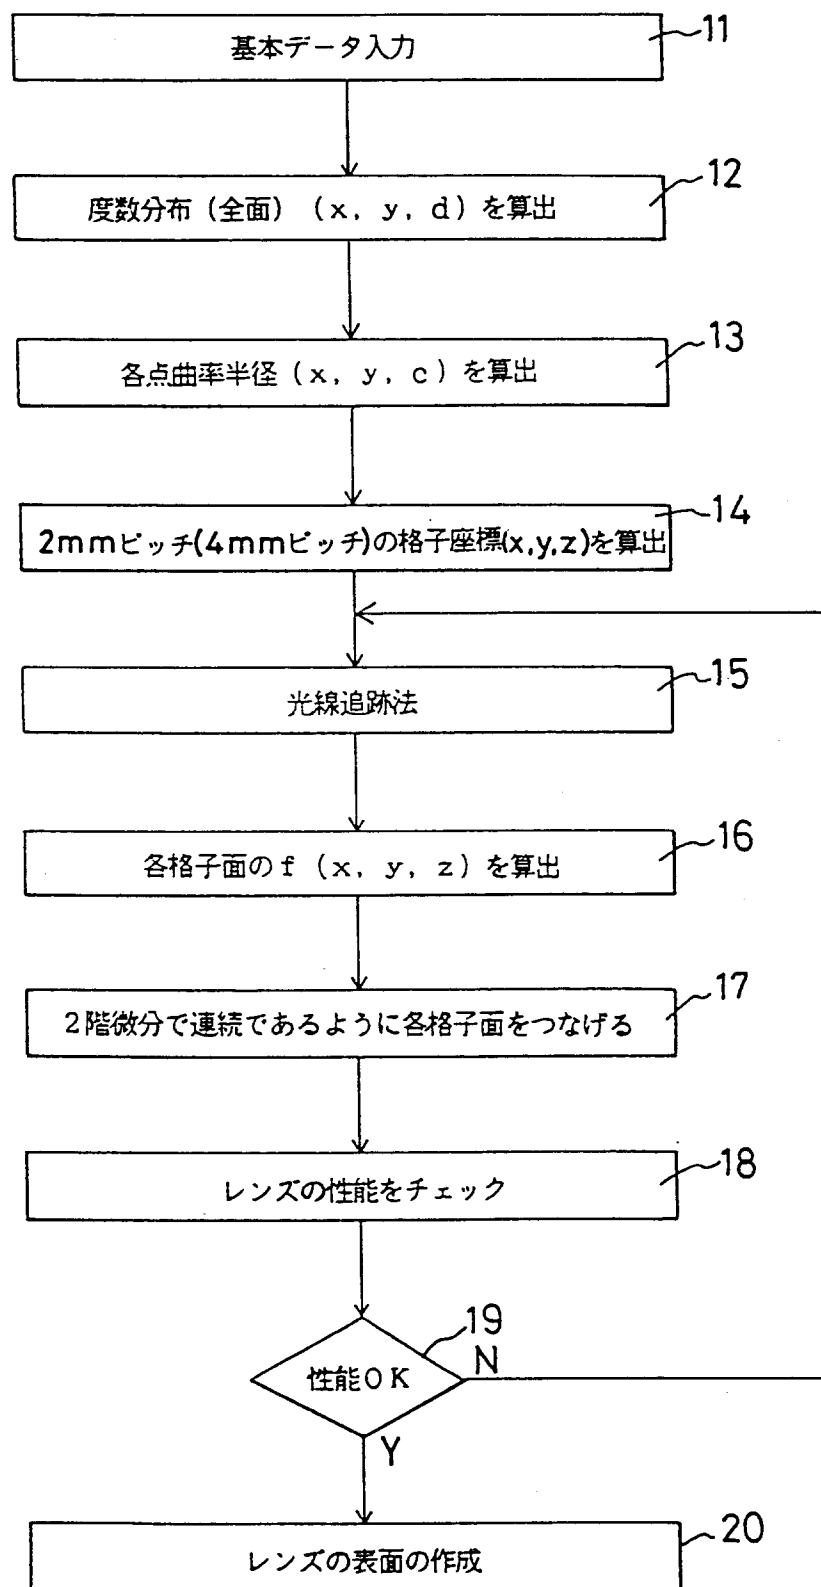 基本データ入力
11
度数分布（全面）（x，y，d）を算出
12
各点曲率半径（x，y，c）を算出
13
2mmピッチ(4mmピッチ)の格子座標(x,y,z)を算出
14
光線追跡法
15
各格子面のf（x，y，z）を算出
16
2階微分で連続であるように各格子面をつなげる
17
レンズの性能をチェック
18
性能OK
19
N
Y
レンズの表面の作成
20